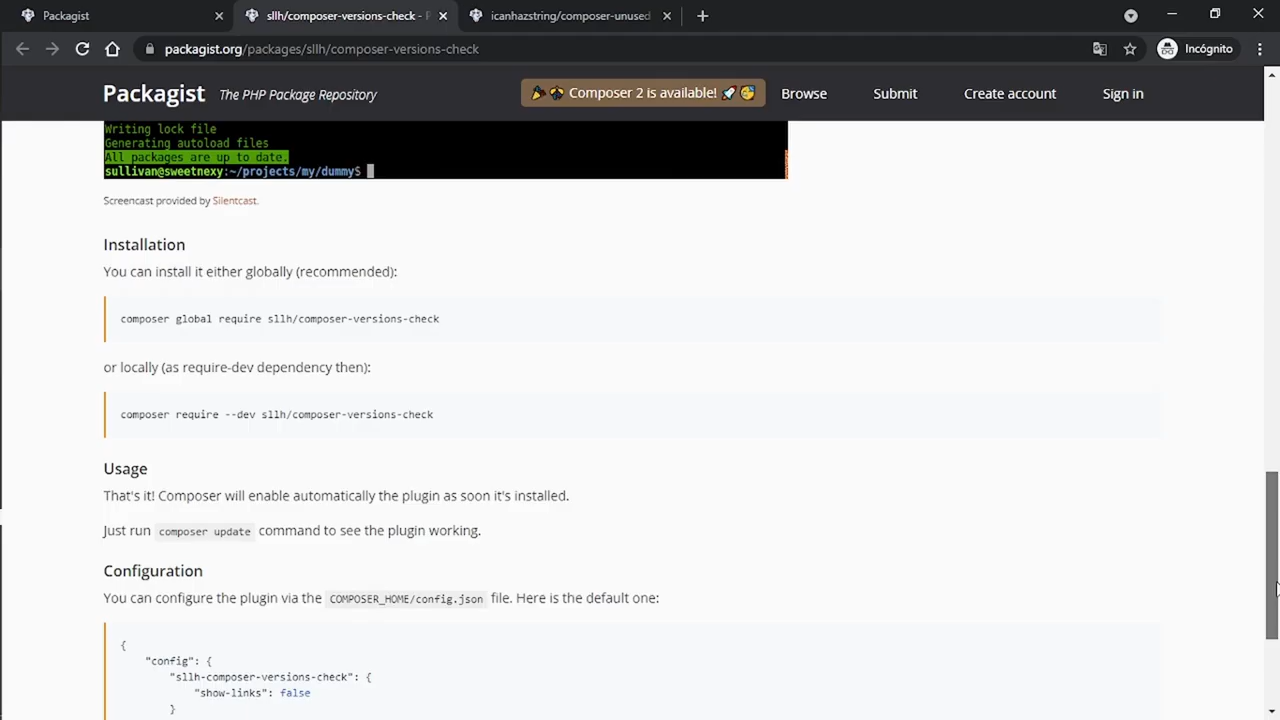 Packagist
sllh/composer-versions-check - P
icanhazstring/composer-unused
packagist.org/packages/sllh/composer-versions-check
Incógnito
Packagist
The PHP Package Repository
Composer 2 is available!
Browse
Submit
Create account
Sign in
Writing lock file
Generating autoload files
All packages are up to date.
sullivan@sweetnexy:~/projects/my/dummy$
Screencast provided by Silentcast.
Installation
You can install it either globally (recommended):
composer global require sllh/composer-versions-check
or locally (as require-dev dependency then):
composer require --dev sllh/composer-versions-check
Usage
That's it! Composer will enable automatically the plugin as soon it's installed.
Just run composer update command to see the plugin working.
Configuration
You can configure the plugin via the COMPOSER_HOME/config.json file. Here is the default one:
{
"config": {
"sllh-composer-versions-check": {
"show-links": false
}